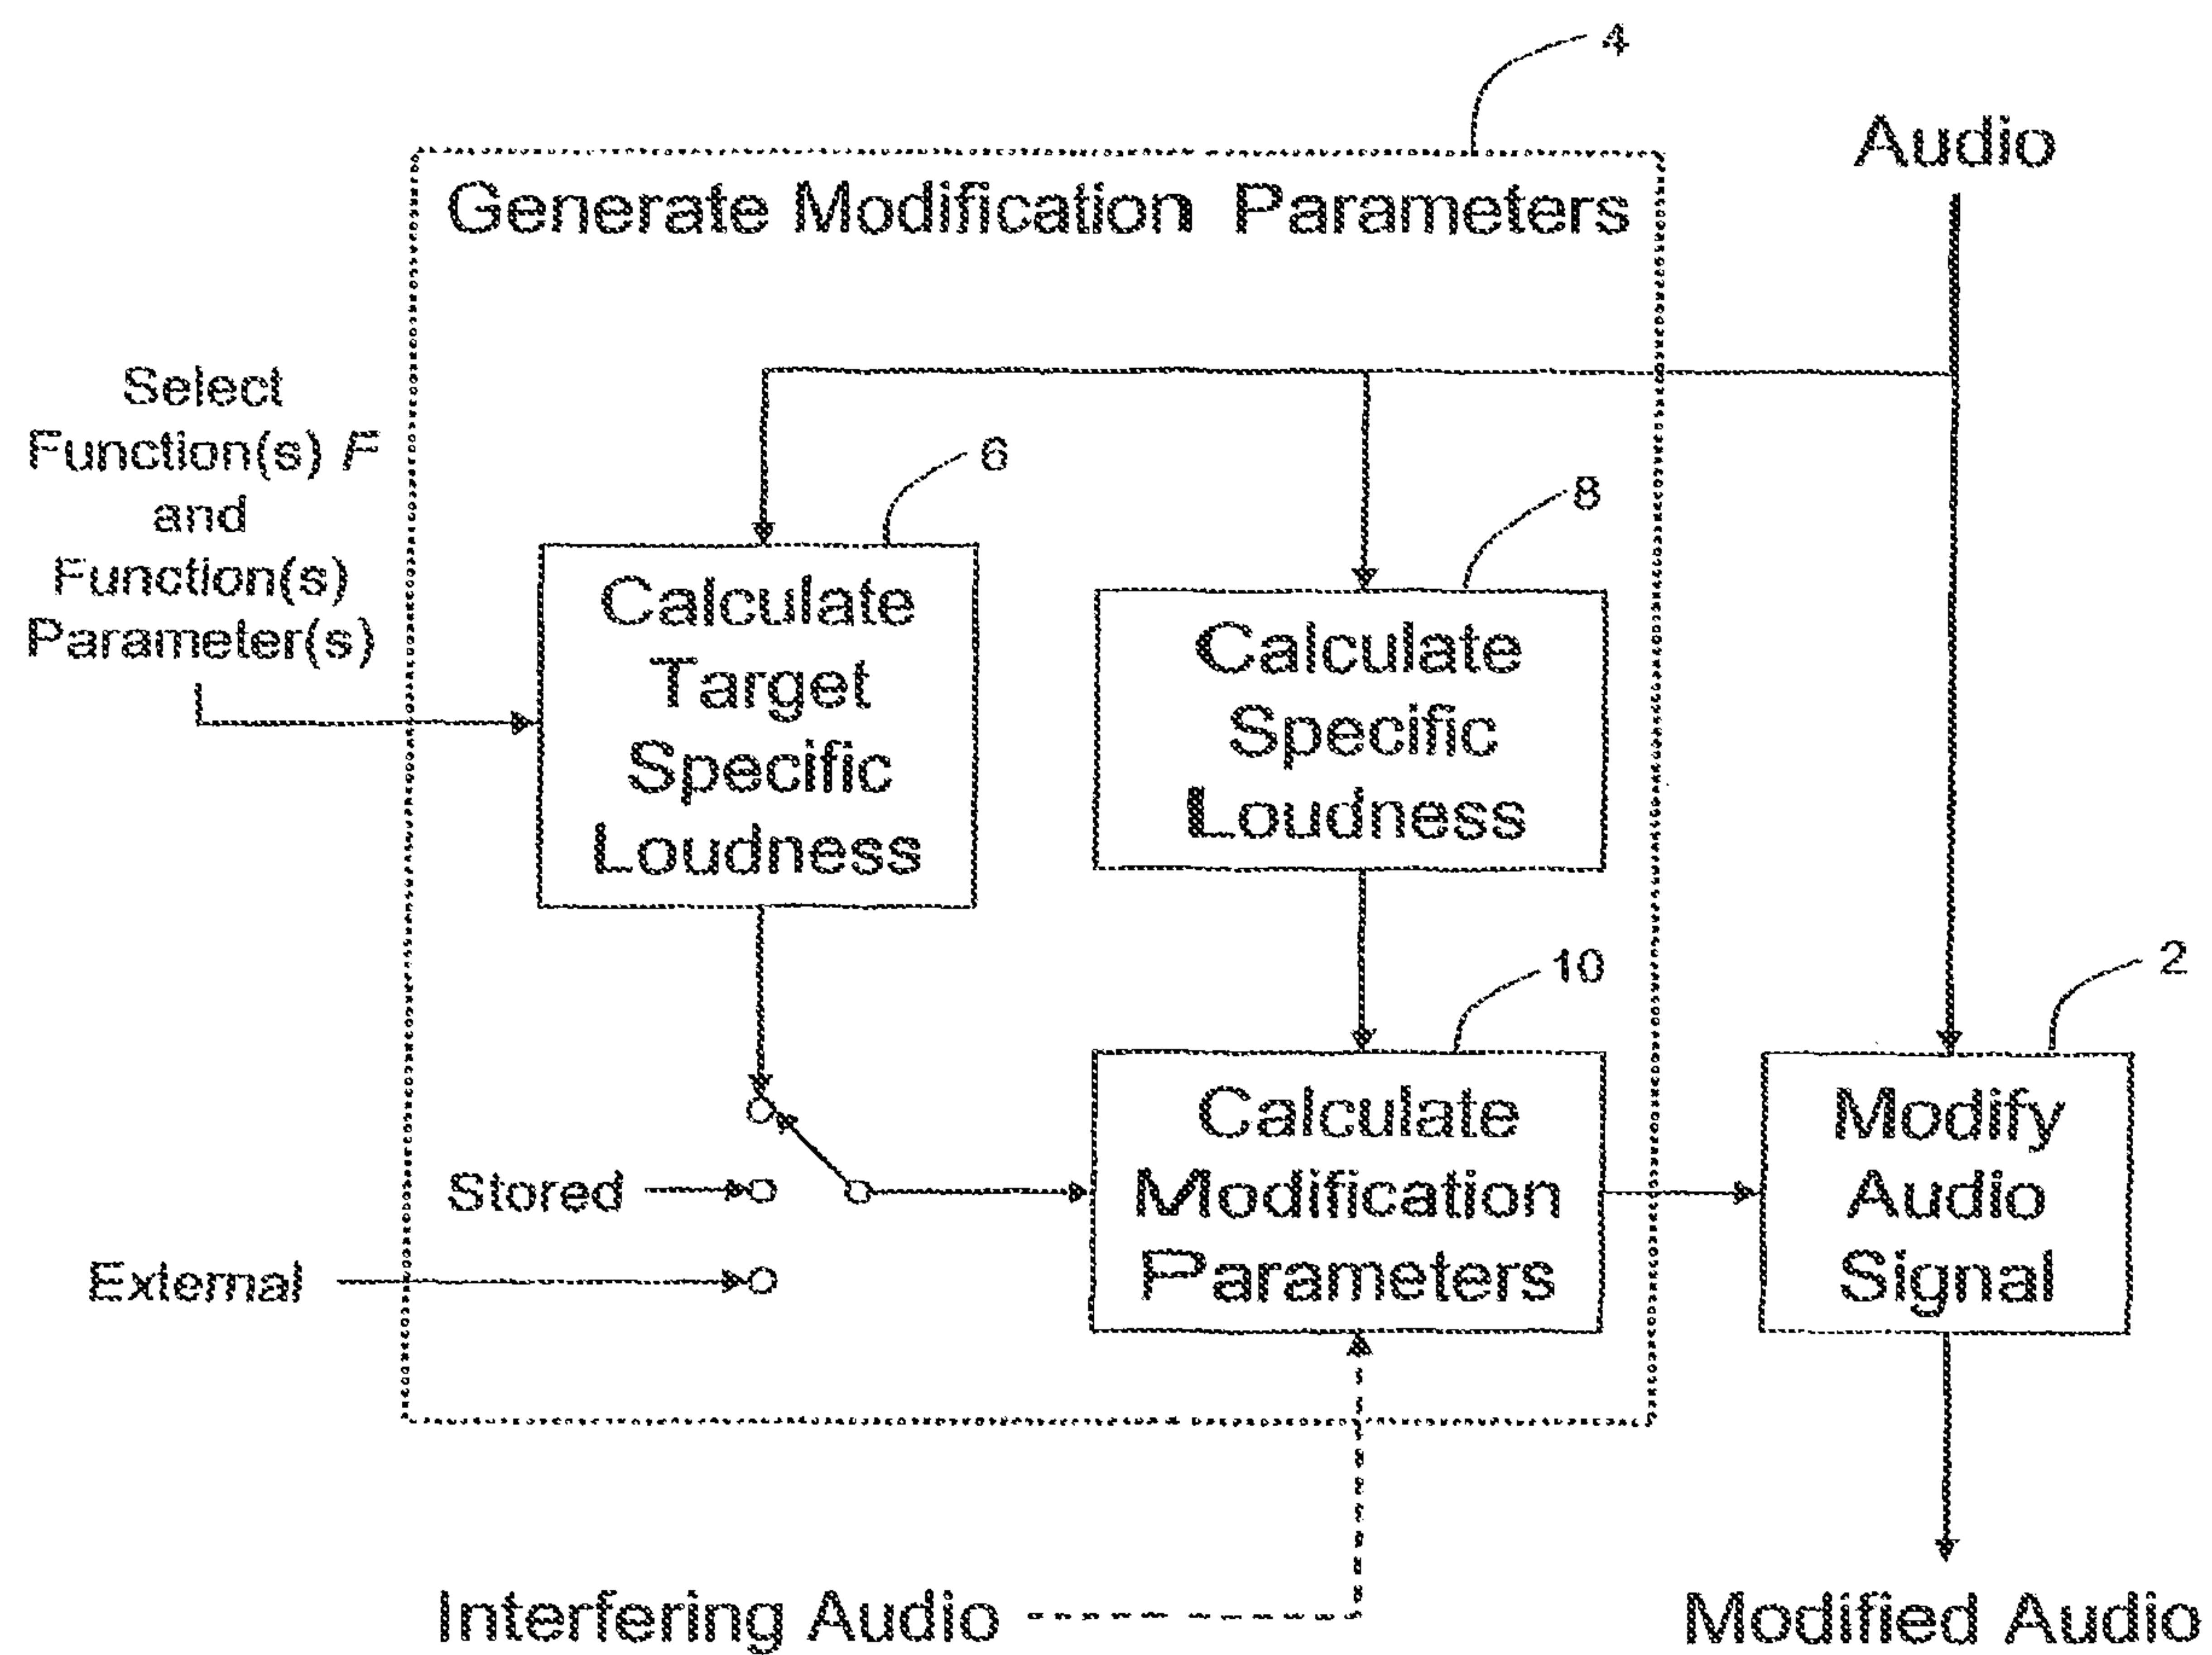 4
Audio
Generate Modification Parameters
Select
Function(s) F
and
Function(s)
Parameter(s)
6
8
Calculate
Target
Specific
Loudness
Calculate
Specific
Loudness
10
2
Calculate
Modification
Parameters
Modify
Audio
Signal
Stored
External
Interfering Audio
Modified Audio